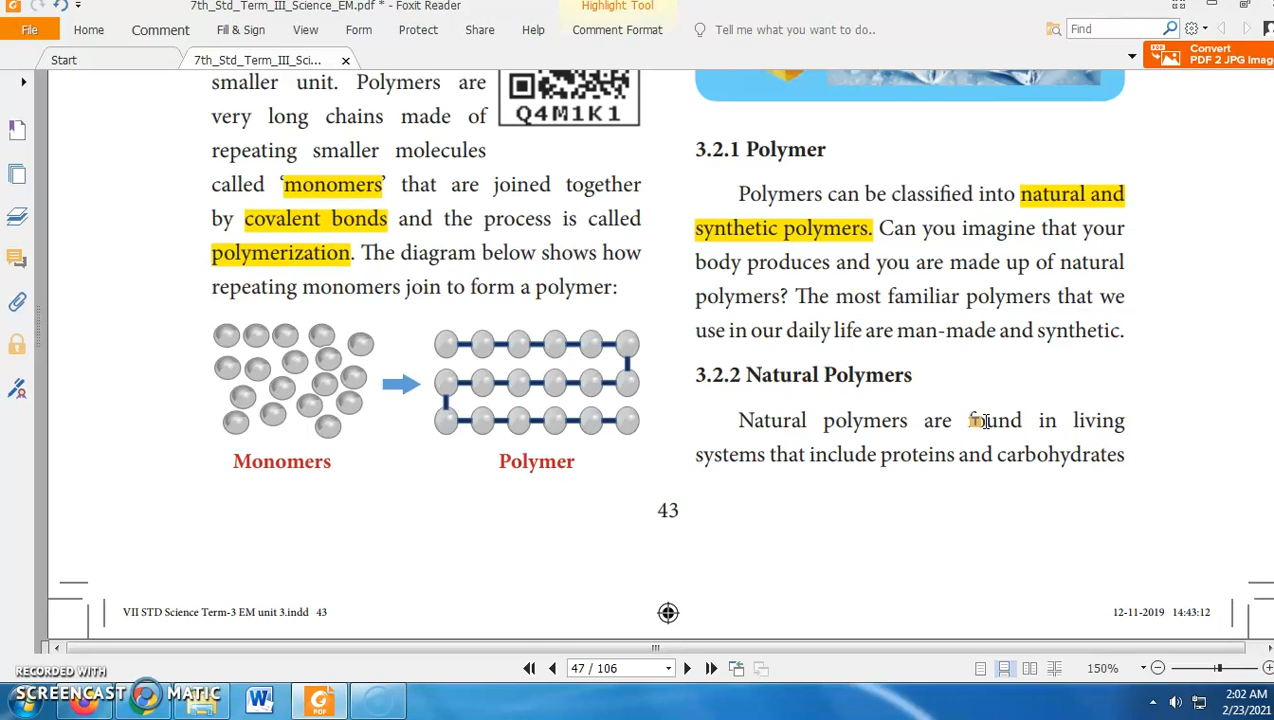 7th_Std_Term_III_Science_EM.pdf * - Foxit Reader
Highlight Tool
File Home Comment Fill & Sign View Form Protect Share Help Comment Format Tell me what you want to do.. Find
Start 7th_Std_Term_III_Sci... Convert
PDF 2 JPG Imag
smaller unit. Polymers are
very long chains made of
repeating smaller molecules
called ‘monomers’ that are joined together
by covalent bonds and the process is called
polymerization. The diagram below shows how
repeating monomers join to form a polymer:
Q4M1K1
Monomers Polymer
3.2.1 Polymer
Polymers can be classified into natural and
synthetic polymers. Can you imagine that your
body produces and you are made up of natural
polymers? The most familiar polymers that we
use in our daily life are man-made and synthetic.
3.2.2 Natural Polymers
Natural polymers are found in living
systems that include proteins and carbohydrates
43
VII STD Science Term-3 EM unit 3.indd 43 12-11-2019 14:43:12
47 / 106 150%
RECORDED WITH
SCREENCAST MATIC
W
PDF
2:02 AM
2/23/2021